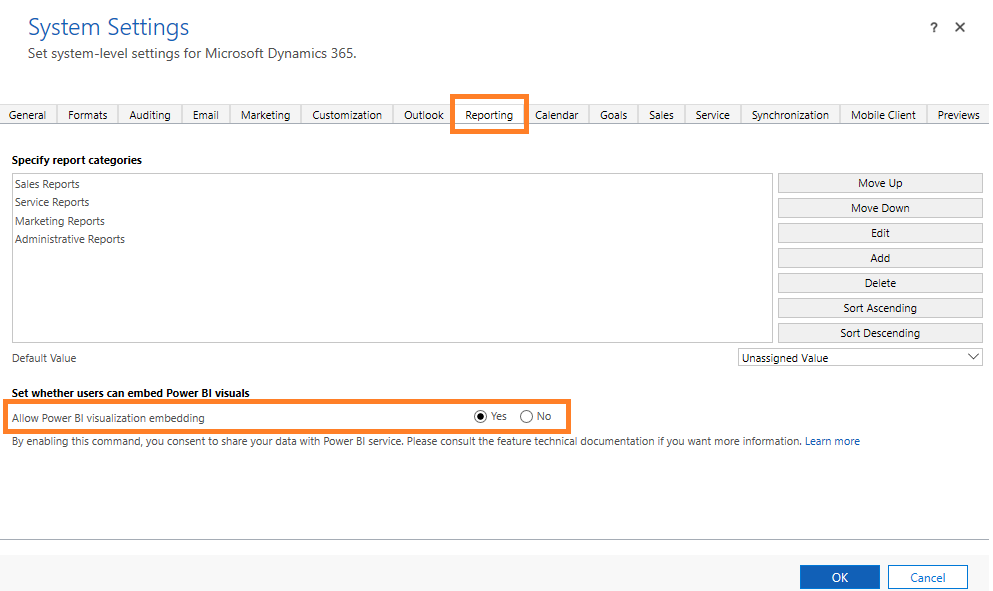 System Settings
? ✕
Set system-level settings for Microsoft Dynamics 365.
General Formats Auditing Email Marketing Customization Outlook Reporting Calendar Goals Sales Service Synchronization Mobile Client Previews
Specify report categories
Sales Reports
Service Reports
Marketing Reports
Administrative Reports
Move Up
Move Down
Edit
Add
Delete
Sort Ascending
Sort Descending
Default Value Unassigned Value
Set whether users can embed Power BI visuals
Allow Power BI visualization embedding Yes No
By enabling this command, you consent to share your data with Power BI service. Please consult the feature technical documentation if you want more information. Learn more
OK Cancel